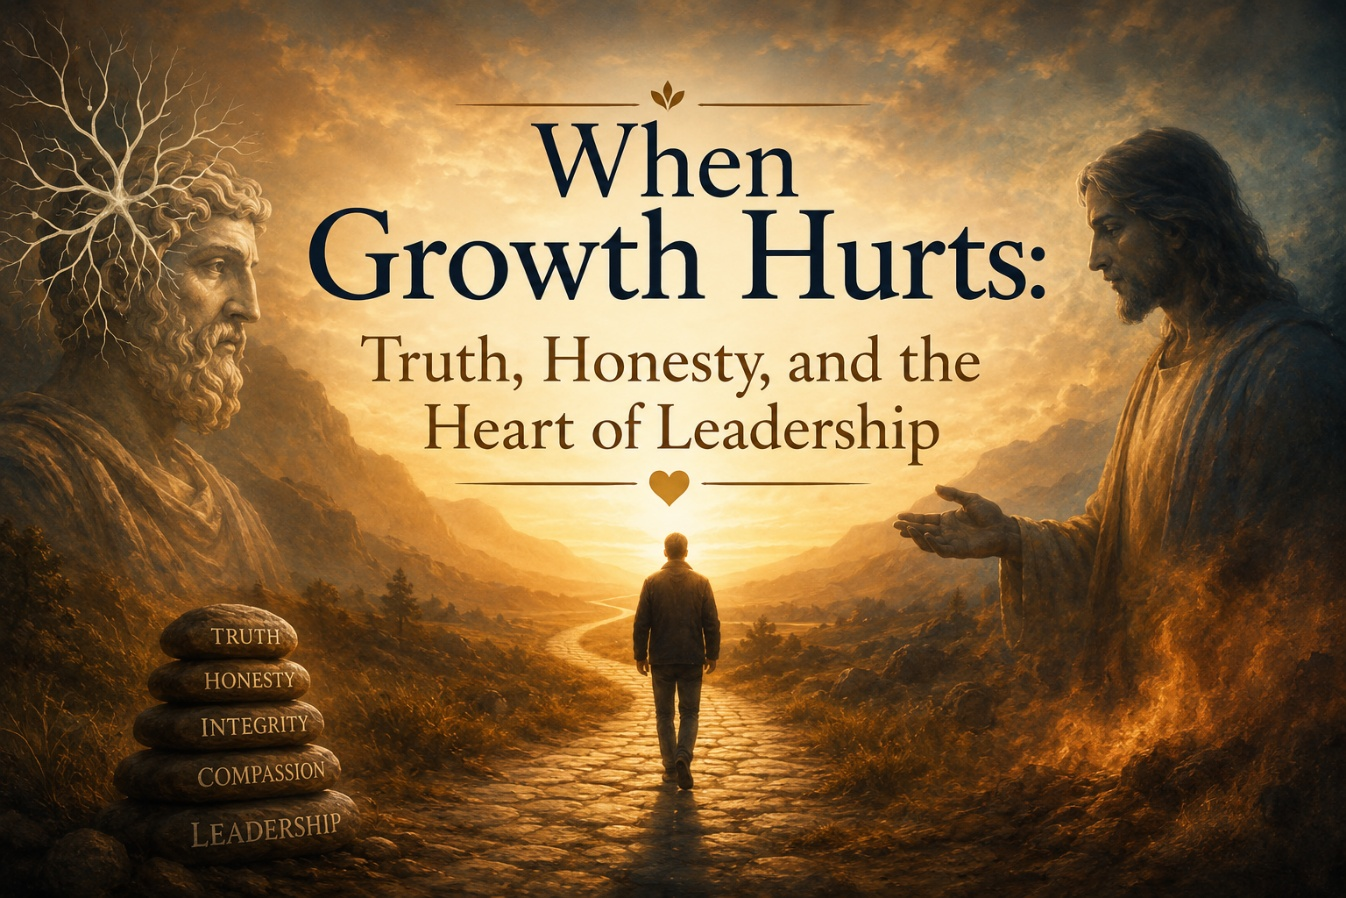 When
Growth Hurts:
Truth, Honesty, and the
Heart of Leadership
TRUTH
HONESTY
INTEGRITY
COMPASSION
LEADERSHIP